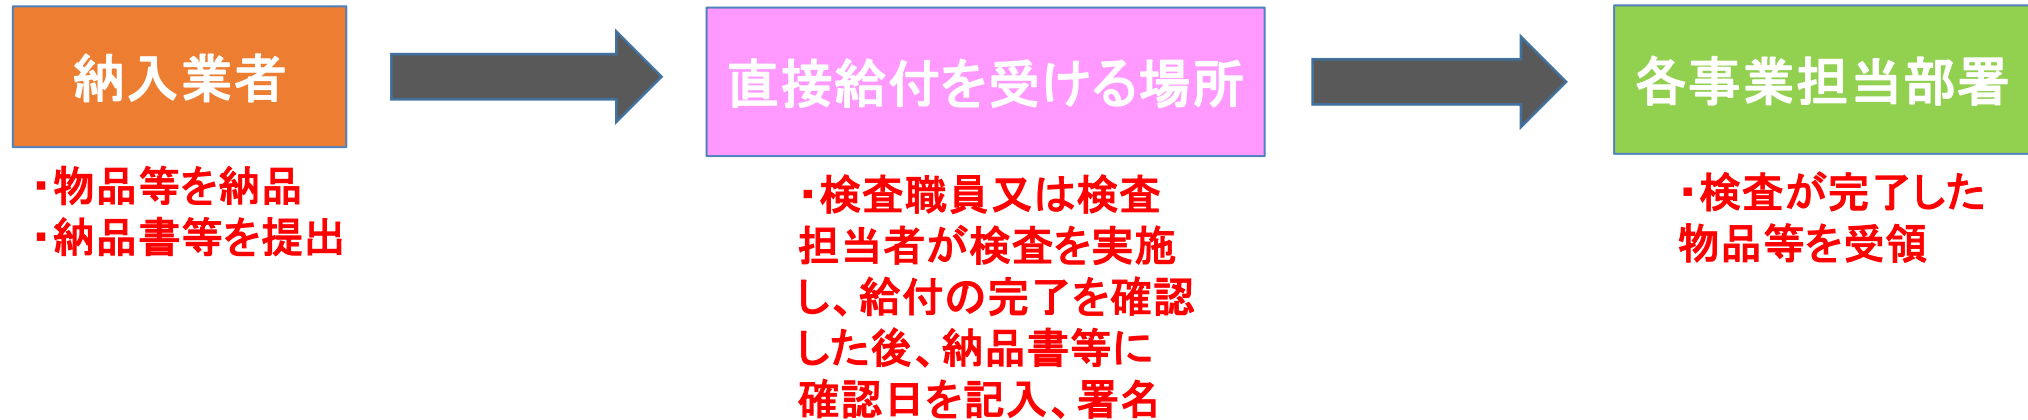 納入業者
・物品等を納品
・納品書等を提出
直接給付を受ける場所
・検査職員又は検査
担当者が検査を実施
し、給付の完了を確認
した後、納品書等に
確認日を記入、署名
各事業担当部署
・検査が完了した
物品等を受領